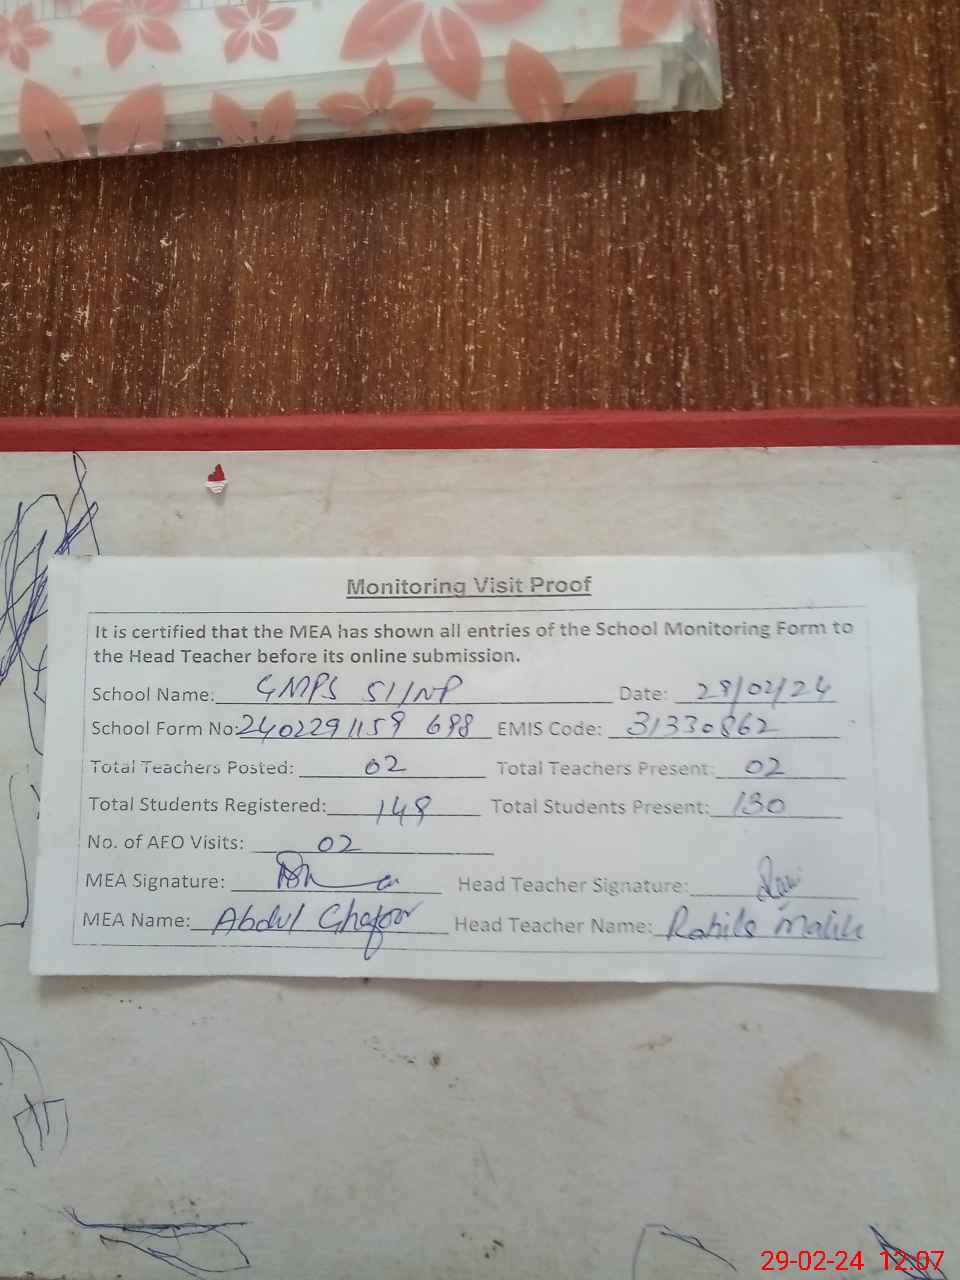 Monitoring Visit Proof
It is certified that the MEA has shown all entries of the School Monitoring Form to
the Head Teacher before its online submission.
School Name: GMPS 51/NP Date: 29/02/24
School Form No: 2402291159 698 EMIS Code: 31330862
Total Teachers Posted: 02 Total Teachers Present: 02
Total Students Registered: 149 Total Students Present: 130
No. of AEO Visits: 02
MEA Signature: Head Teacher Signature:
MEA Name: Abdul Ghafoor Head Teacher Name: Rahila Malik
29-02-24 12:07